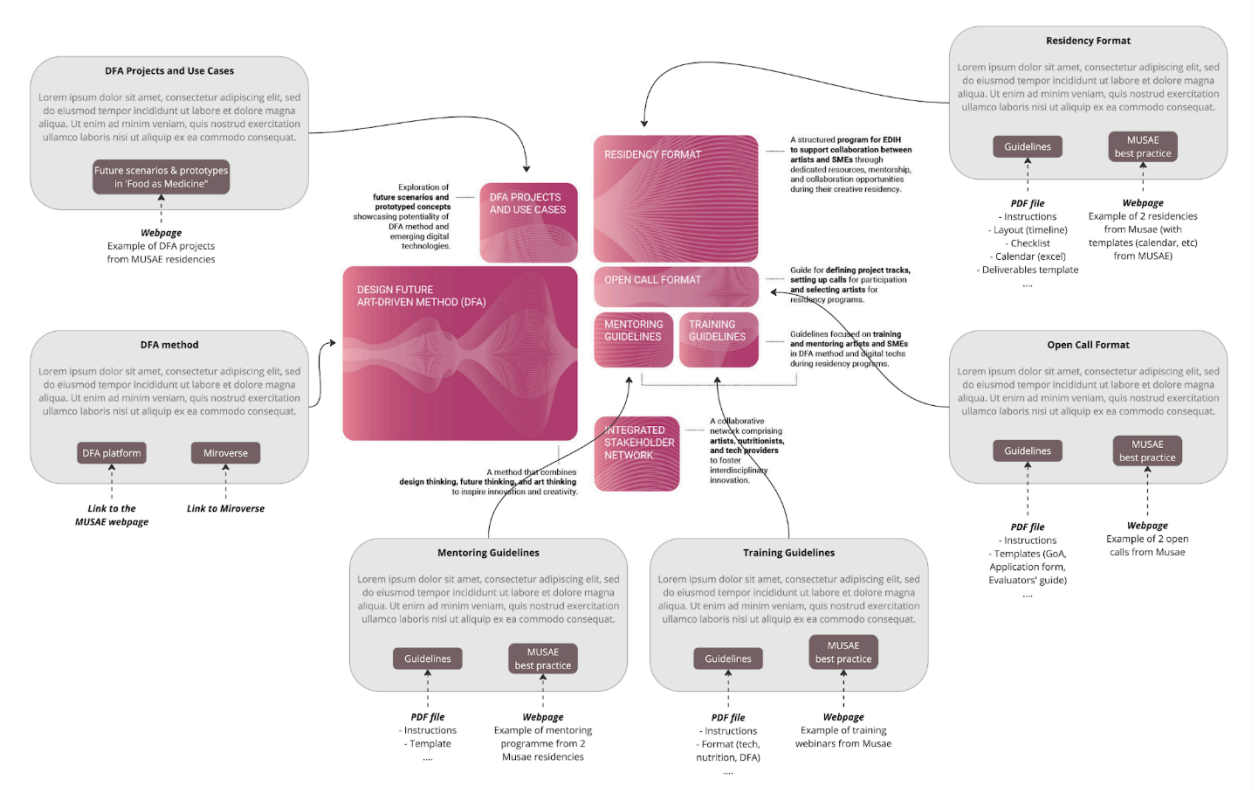 DFA Projects and Use Cases
Lorem ipsum dolor sit amet, consectetur adipiscing elit, sed
do eiusmod tempor incididunt ut labore et dolore magna
aliqua. Ut enim ad minim veniam, quis nostrud exercitation
ullamco laboris nisi ut aliquip ex ea commodo consequat.
Future scenarios & prototypes
in 'Food as Medicine"
Webpage
Example of DFA projects
from MUSAE residencies
DFA method
Lorem ipsum dolor sit amet, consectetur adipiscing elit, sed
do eiusmod tempor incididunt ut labore et dolore magna
aliqua. Ut enim ad minim veniam, quis nostrud exercitation
ullamco laboris nisi ut aliquip ex ea commodo consequat.
DFA platform
Miroverse
Link to the
MUSAE webpage
Link to Miroverse
Exploration of
future scenarios and
prototyped concepts
showcasing potentiality of
DFA method and
emerging digital
technologies.
DFA PROJECTS
AND USE CASES
DESIGN FUTURE
ART-DRIVEN METHOD (DFA)
A method that combines
design thinking, future thinking, and art thinking
to inspire innovation and creativity.
RESIDENCY FORMAT
A structured program for EDIH
to support collaboration between
artists and SMEs through
dedicated resources, mentorship,
and collaboration opportunities
during their creative residency.
OPEN CALL FORMAT
Guide for defining project tracks,
setting up calls for participation
and selecting artists for
residency programs.
MENTORING
GUIDELINES
TRAINING
GUIDELINES
Guidelines focused on training
and mentoring artists and SMEs
in DFA method and digital techs
during residency programs.
INTEGRATED
STAKEHOLDER
NETWORK
A collaborative
network comprising
artists, nutritionists,
and tech providers
to foster
interdisciplinary
innovation.
Residency Format
Lorem ipsum dolor sit amet, consectetur adipiscing elit, sed
do eiusmod tempor incididunt ut labore et dolore magna
aliqua. Ut enim ad minim veniam, quis nostrud exercitation
ullamco laboris nisi ut aliquip ex ea commodo consequat.
Guidelines
MUSAE
best practice
PDF file
- Instructions
- Layout (timeline)
- Checklist
- Calendar (excel)
- Deliverables template
....
Webpage
Example of 2 residencies
from Musae (with
templates (calendar, etc)
from MUSAE)
Open Call Format
Lorem ipsum dolor sit amet, consectetur adipiscing elit, sed
do eiusmod tempor incididunt ut labore et dolore magna
aliqua. Ut enim ad minim veniam, quis nostrud exercitation
ullamco laboris nisi ut aliquip ex ea commodo consequat.
Guidelines
MUSAE
best practice
PDF file
- Instructions
- Templates (GoA,
Application form,
Evaluators' guide)
....
Webpage
Example of 2 open
calls from Musae
Mentoring Guidelines
Lorem ipsum dolor sit amet, consectetur adipiscing elit, sed
do eiusmod tempor incididunt ut labore et dolore magna
aliqua. Ut enim ad minim veniam, quis nostrud exercitation
ullamco laboris nisi ut aliquip ex ea commodo consequat.
Guidelines
MUSAE
best practice
PDF file
- Instructions
- Template
....
Webpage
Example of mentoring
programme from 2
Musae residencies
Training Guidelines
Lorem ipsum dolor sit amet, consectetur adipiscing elit, sed
do eiusmod tempor incididunt ut labore et dolore magna
aliqua. Ut enim ad minim veniam, quis nostrud exercitation
ullamco laboris nisi ut aliquip ex ea commodo consequat.
Guidelines
MUSAE
best practice
PDF file
- Instructions
- Format (tech,
nutrition, DFA)
....
Webpage
Example of training
webinars from Musae